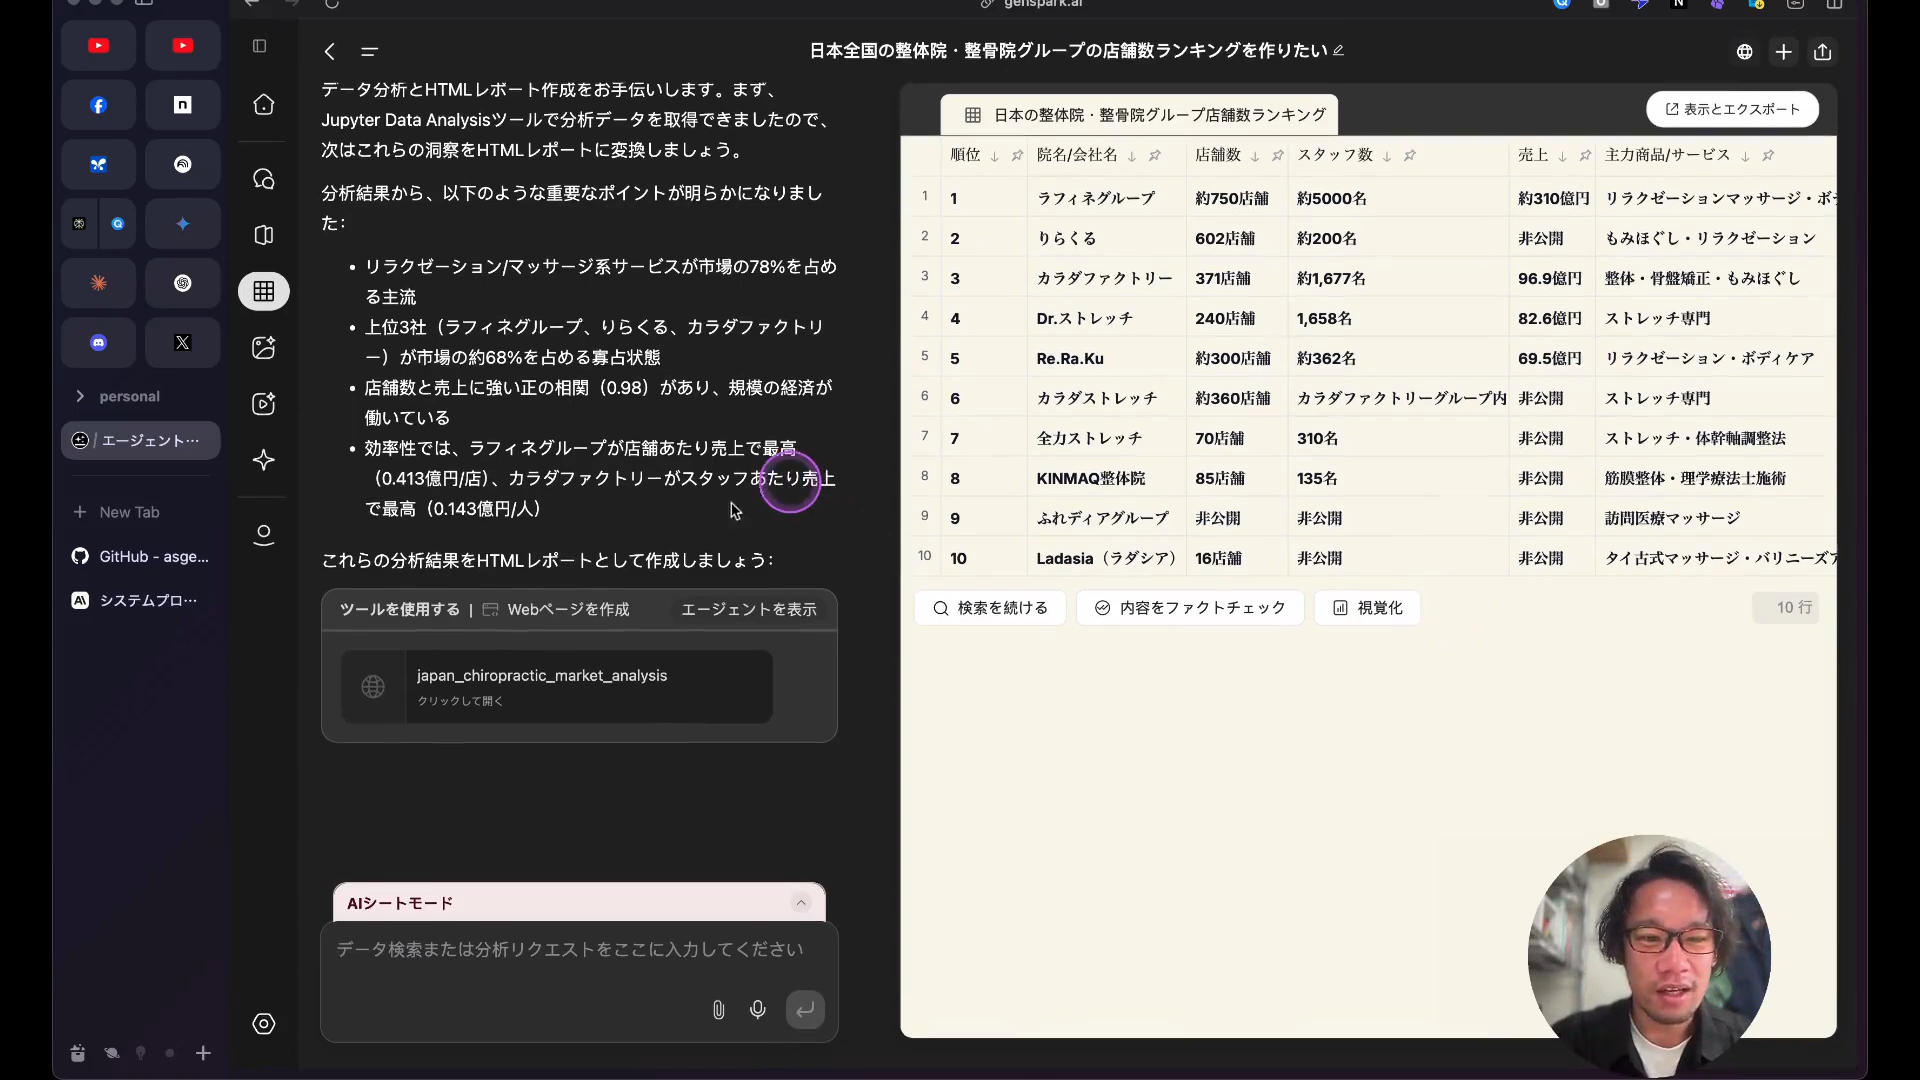 genspark.ai
personal
/ エージェント…
New Tab
GitHub - asge...
システムプロ…
日本全国の整体院・整骨院グループの店舗数ランキングを作りたい
データ分析とHTMLレポート作成をお手伝いします。まず、
Jupyter Data Analysisツールで分析データを取得できましたので、
次はこれらの洞察をHTMLレポートに変換しましょう。
分析結果から、以下のような重要なポイントが明らかになりまし
た：
• リラクゼーション/マッサージ系サービスが市場の78%を占め
る主流
• 上位3社（ラフィネグループ、りらくる、カラダファクトリ
ー）が市場の約68%を占める寡占状態
• 店舗数と売上に強い正の相関（0.98）があり、規模の経済が
働いている
• 効率性では、ラフィネグループが店舗あたり売上で最高
（0.413億円/店）、カラダファクトリーがスタッフあたり売上
で最高（0.143億円/人）
これらの分析結果をHTMLレポートとして作成しましょう：
ツールを使用する | Webページを作成 エージェントを表示
japan_chiropractic_market_analysis
クリックして開く
AIシートモード
データ検索または分析リクエストをここに入力してください
日本の整体院・整骨院グループ店舗数ランキング
表示とエクスポート
順位 院名/会社名 店舗数 スタッフ数 売上 主力商品/サービス
1 1 ラフィネグループ 約750店舗 約5000名 約310億円 リラクゼーションマッサージ・ボデ
2 2 りらくる 602店舗 約200名 非公開 もみほぐし・リラクゼーション
3 3 カラダファクトリー 371店舗 約1,677名 96.9億円 整体・骨盤矯正・もみほぐし
4 4 Dr.ストレッチ 240店舗 1,658名 82.6億円 ストレッチ専門
5 5 Re.Ra.Ku 約300店舗 約362名 69.5億円 リラクゼーション・ボディケア
6 6 カラダストレッチ 約360店舗 カラダファクトリーグループ内 非公開 ストレッチ専門
7 7 全力ストレッチ 70店舗 310名 非公開 ストレッチ・体幹軸調整法
8 8 KINMAQ整体院 85店舗 135名 非公開 筋膜整体・理学療法士施術
9 9 ふれディアグループ 非公開 非公開 非公開 訪問医療マッサージ
10 10 Ladasia（ラダシア） 16店舗 非公開 非公開 タイ古式マッサージ・バリニーズア
検索を続ける 内容をファクトチェック 視覚化 10 行